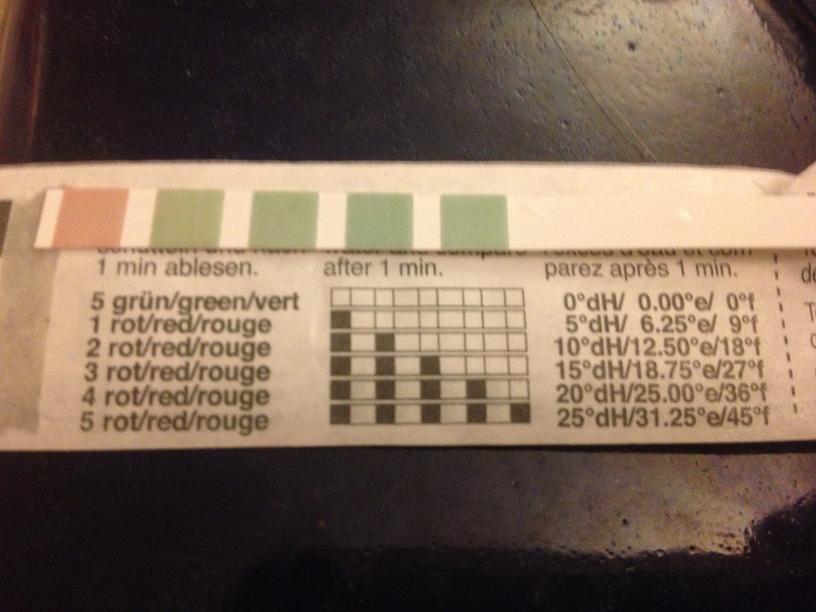 1 min ablesen. after 1 min. parez après 1 min.
5 grün/green/vert 0°dH/ 0.00°e/ 0°f
1 rot/red/rouge 5°dH/ 6.25°e/ 9°f
2 rot/red/rouge 10°dH/12.50°e/18°f
3 rot/red/rouge 15°dH/18.75°e/27°f
4 rot/red/rouge 20°dH/25.00°e/36°f
5 rot/red/rouge 25°dH/31.25°e/45°f